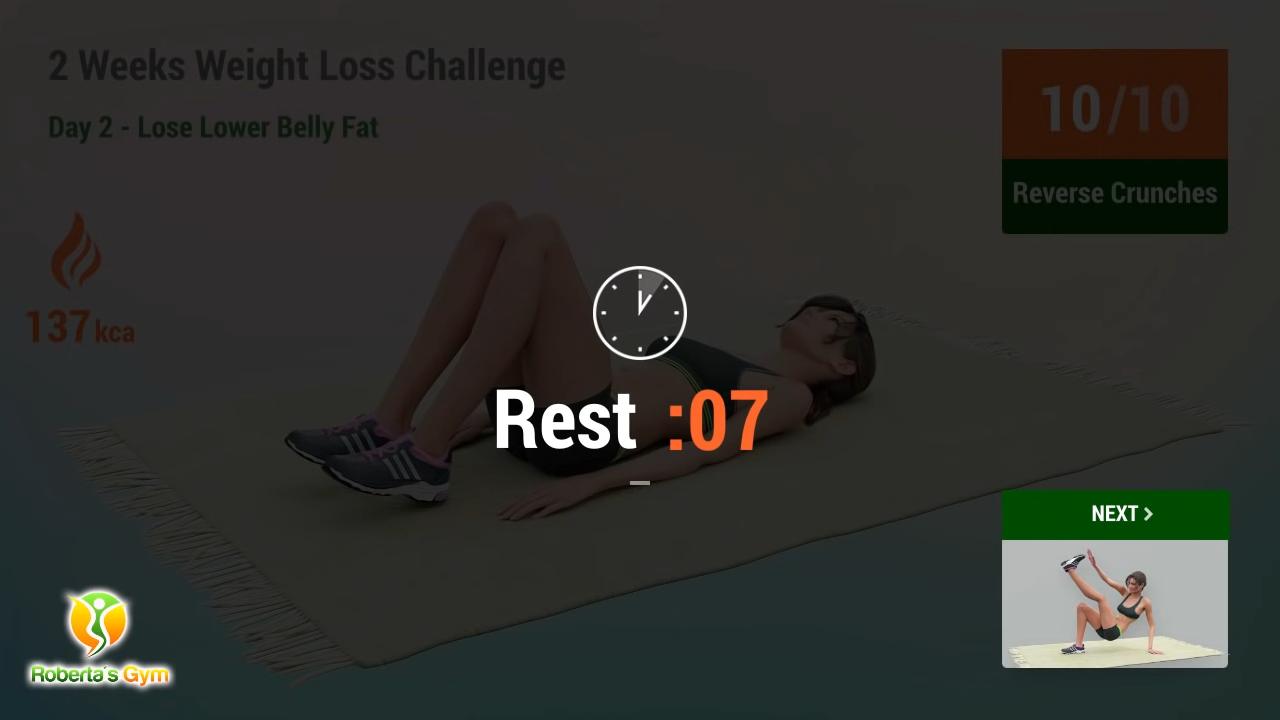 2 Weeks Weight Loss Challenge
Day 2 - Lose Lower Belly Fat
10/10
Reverse Crunches
137 kca
Rest :07
NEXT >
Roberta´s Gym